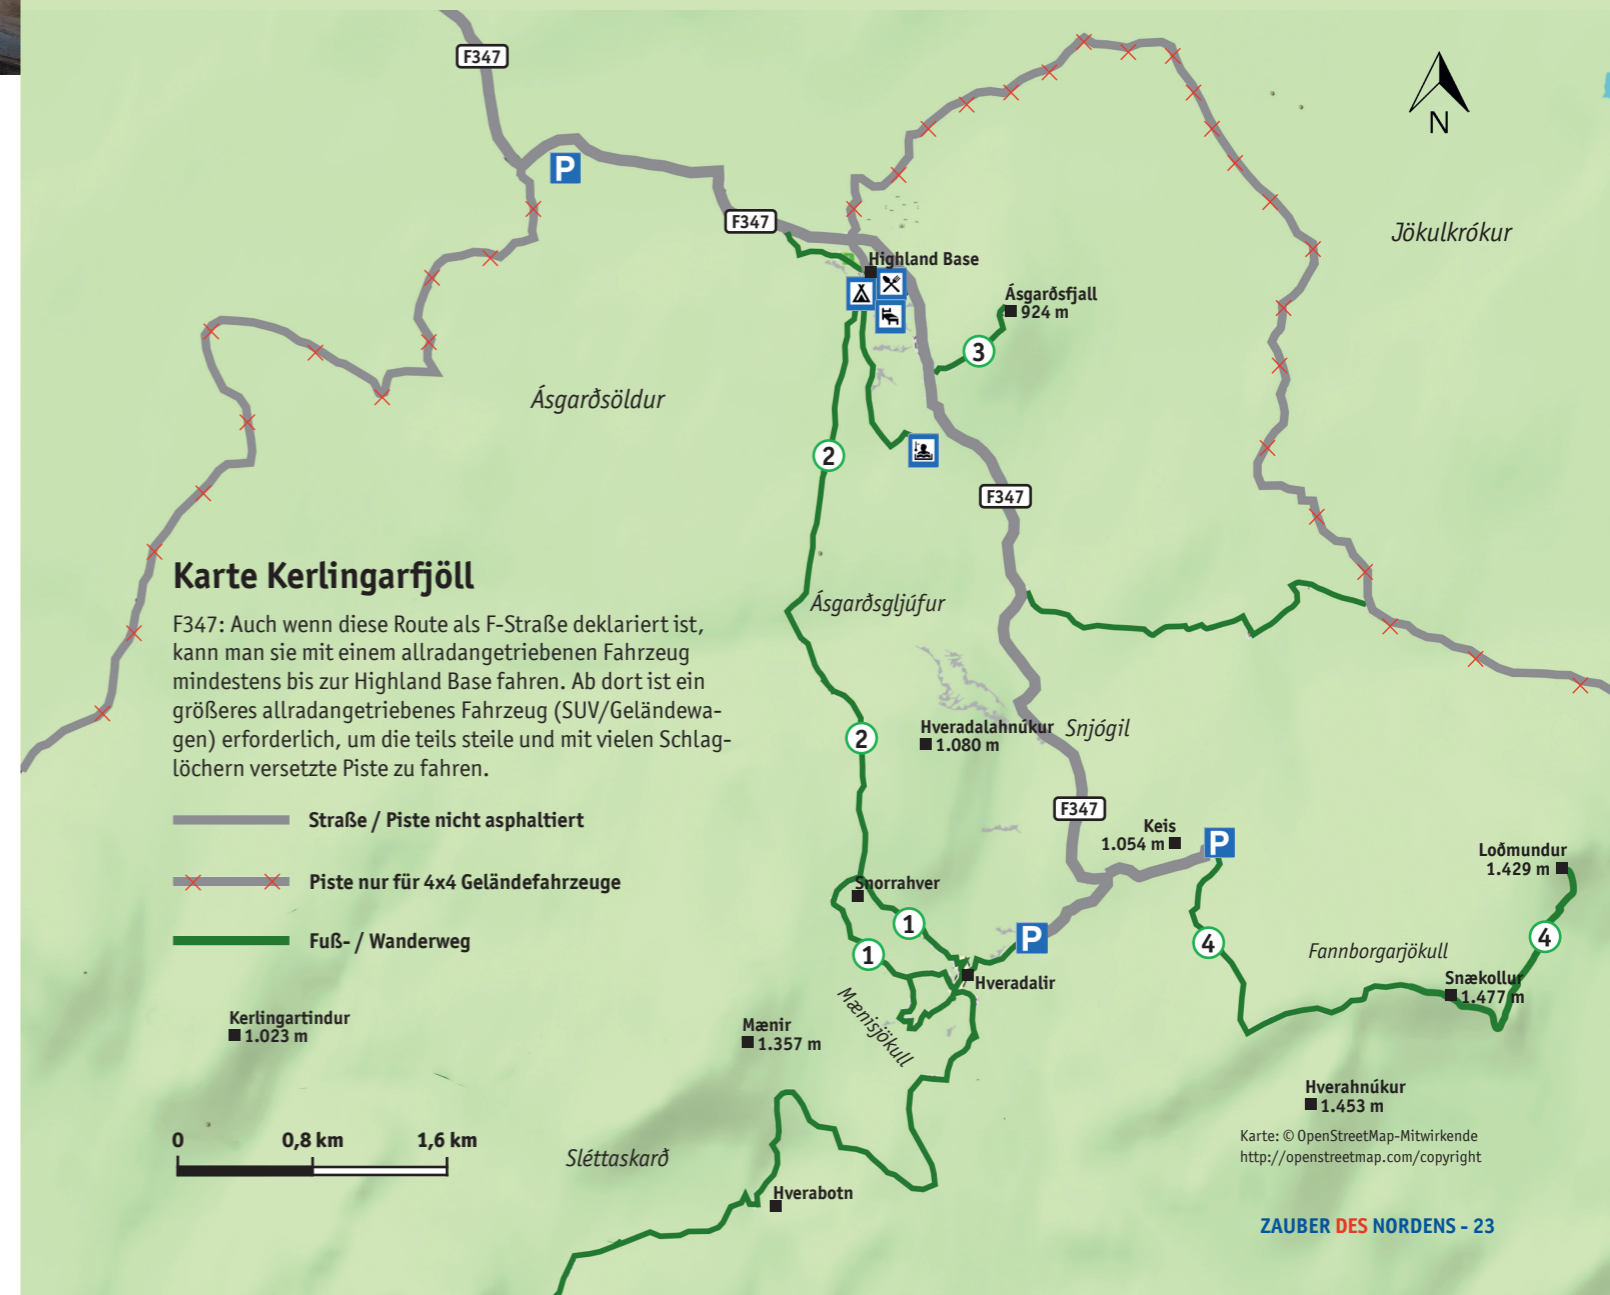 F347
P
N
Jökulkrókur
F347
Highland Base
Ásgarðsfjall
924 m
3
Ásgarðsöldur
2
F347
Karte Kerlingarfjöll
F347: Auch wenn diese Route als F-Straße deklariert ist,
kann man sie mit einem allradangetriebenen Fahrzeug
mindestens bis zur Highland Base fahren. Ab dort ist ein
größeres allradangetriebenes Fahrzeug (SUV/Geländewa-
gen) erforderlich, um die teils steile und mit vielen Schlag-
löchern versetzte Piste zu fahren.
Straße / Piste nicht asphaltiert
Piste nur für 4x4 Geländefahrzeuge
Fuß- / Wanderweg
Ásgarðsgljúfur
Hveradalahnúkur
1.080 m
Snjógil
2
F347
Keis
1.054 m
P
Loðmundur
1.429 m
Snorrahver
1
1
P
4
4
Fannborgarjökull
Hveradalir
Snækollur
1.477 m
Mænisjökull
Kerlingartindur
1.023 m
Mænir
1.357 m
Hverahnúkur
1.453 m
0 0,8 km 1,6 km
Sléttaskarð
Hverabotn
Karte: © OpenStreetMap-Mitwirkende
http://openstreetmap.com/copyright
ZAUBER DES NORDENS - 23